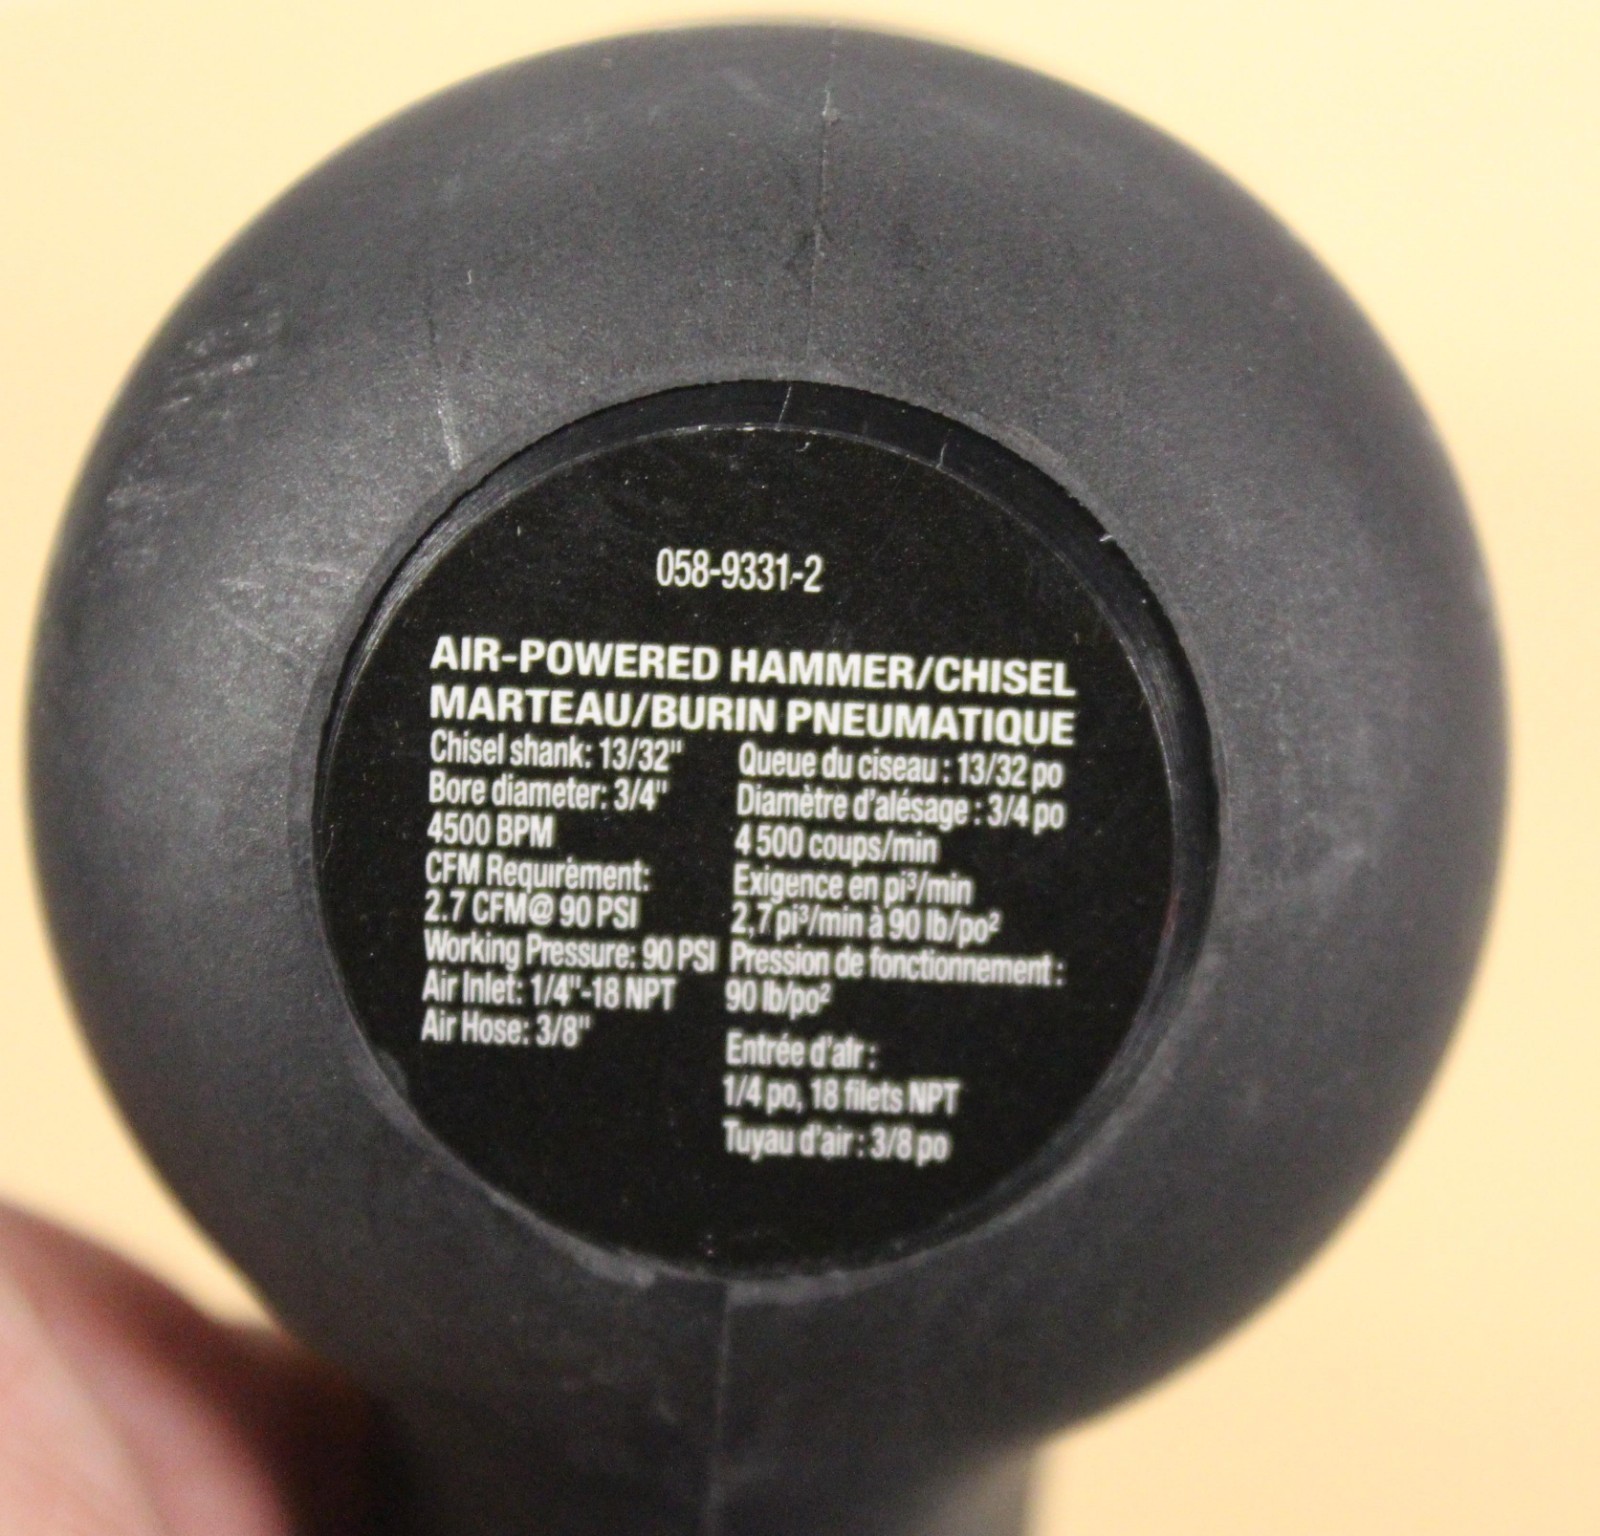 058-9331-2
AIR-POWERED HAMMER/CHISEL
MARTEAU/BURIN PNEUMATIQUE
Chisel shank: 13/32"
Bore diameter: 3/4"
4500 BPM
CFM Requirement:
2.7 CFM@ 90 PSI
Working Pressure: 90 PSI
Air Inlet: 1/4"-18 NPT
Air Hose: 3/8"
Queue du ciseau : 13/32 po
Diamètre d'alésage : 3/4 po
4 500 coups/min
Exigence en pi³/min
2,7 pi³/min à 90 lb/po²
Pression de fonctionnement :
90 lb/po²
Entrée d'air :
1/4 po, 18 filets NPT
Tuyau d'air : 3/8 po